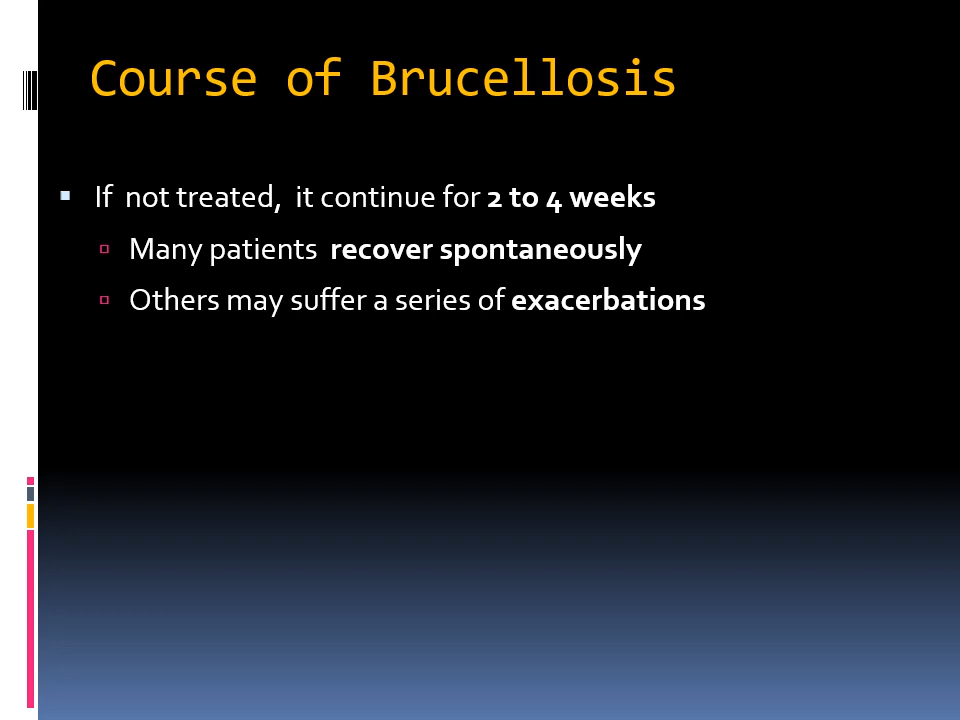 Course of Brucellosis
If not treated, it continue for 2 to 4 weeks
Many patients recover spontaneously
Others may suffer a series of exacerbations